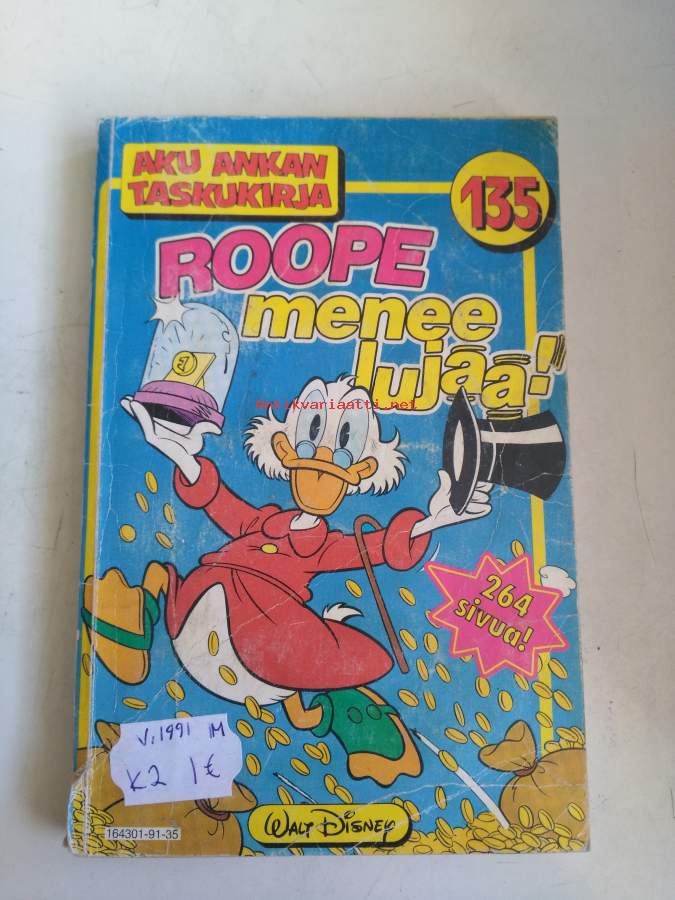 AKU ANKAN
TASKUKIRJA
135
ROOPE
menee
lujaa!
Antikvariaatti.net
264
sivua!
V. 1991 M
K2 1€
164301-91-35
WALT DISNEY